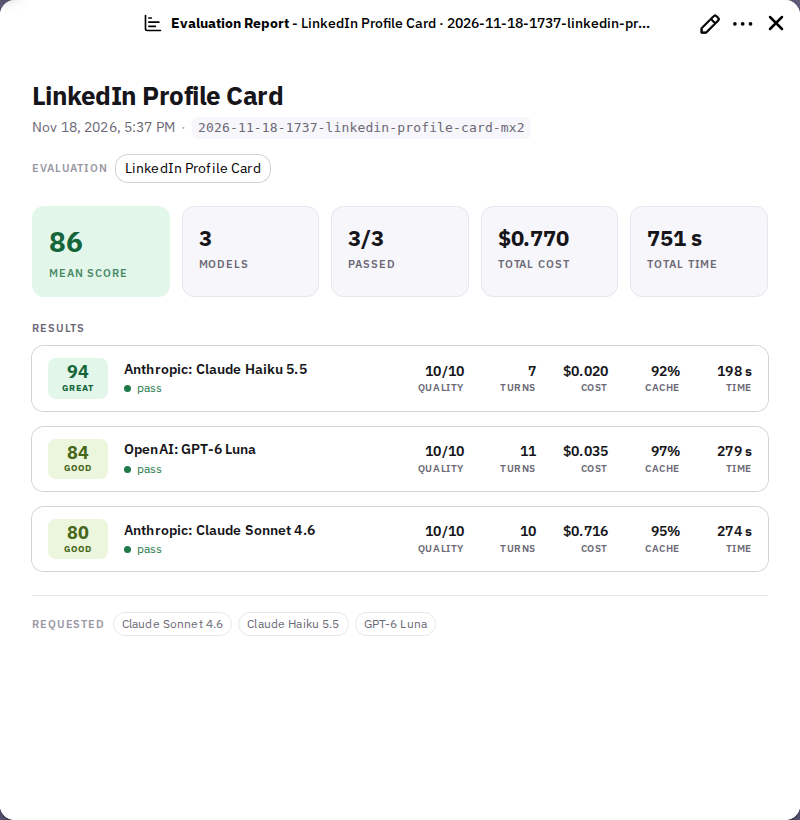 Evaluation Report - LinkedIn Profile Card · 2026-11-18-1737-linkedin-pr...
LinkedIn Profile Card
Nov 18, 2026, 5:37 PM · 2026-11-18-1737-linkedin-profile-card-mx2
EVALUATION LinkedIn Profile Card
86 3 3/3 $0.770 751 s
MEAN SCORE MODELS PASSED TOTAL COST TOTAL TIME
RESULTS
94 Anthropic: Claude Haiku 5.5 10/10 7 $0.020 92% 198 s
GREAT pass QUALITY TURNS COST CACHE TIME
84 OpenAI: GPT-6 Luna 10/10 11 $0.035 97% 279 s
GOOD pass QUALITY TURNS COST CACHE TIME
80 Anthropic: Claude Sonnet 4.6 10/10 10 $0.716 95% 274 s
GOOD pass QUALITY TURNS COST CACHE TIME
REQUESTED Claude Sonnet 4.6 Claude Haiku 5.5 GPT-6 Luna